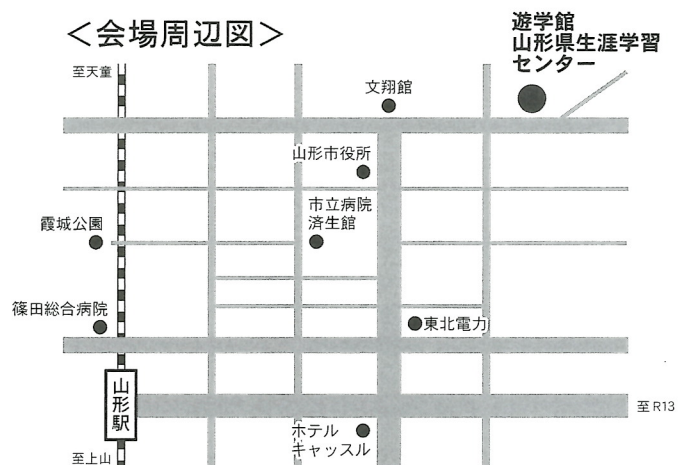 ＜会場周辺図＞
遊学館
山形県生涯学習
センター
至天童
文翔館
山形市役所
市立病院
済生館
霞城公園
篠田総合病院
東北電力
山形駅
至R13
ホテル
キャッスル
至上山